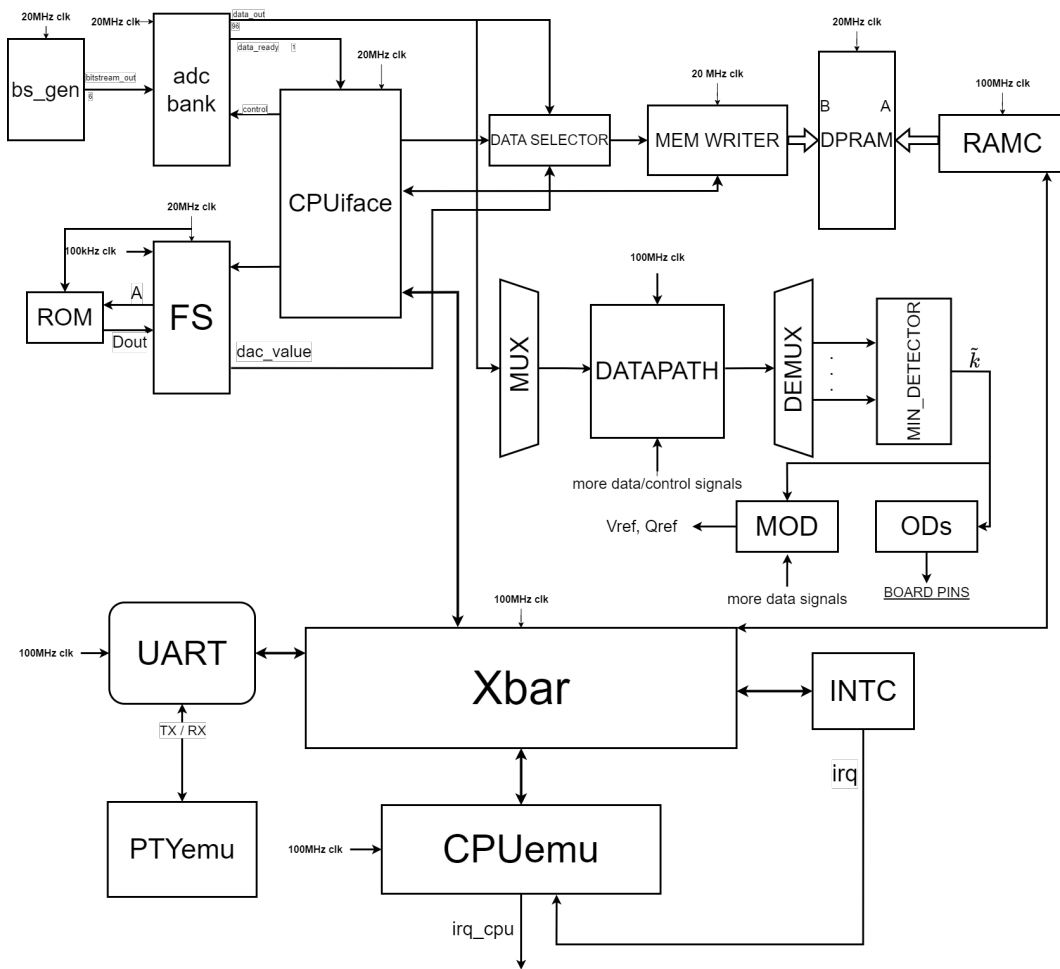 20MHz clk
bs_gen
bitstream_out
6
20MHz clk
adc
bank
data_out
96
data_ready 1
control
20MHz clk
CPUiface
DATA SELECTOR
20 MHz clk
MEM WRITER
20MHz clk
B A
DPRAM
100MHz clk
RAMC
20MHz clk
100kHz clk
ROM
A
Dout
FS
dac_value
MUX
100MHz clk
DATAPATH
more data/control signals
DEMUX
. . .
MIN_DETECTOR
k̃
Vref, Qref
MOD
more data signals
ODs
BOARD PINS
100MHz clk
UART
TX / RX
PTYemu
100MHz clk
Xbar
INTC
irq
100MHz clk
CPUemu
irq_cpu